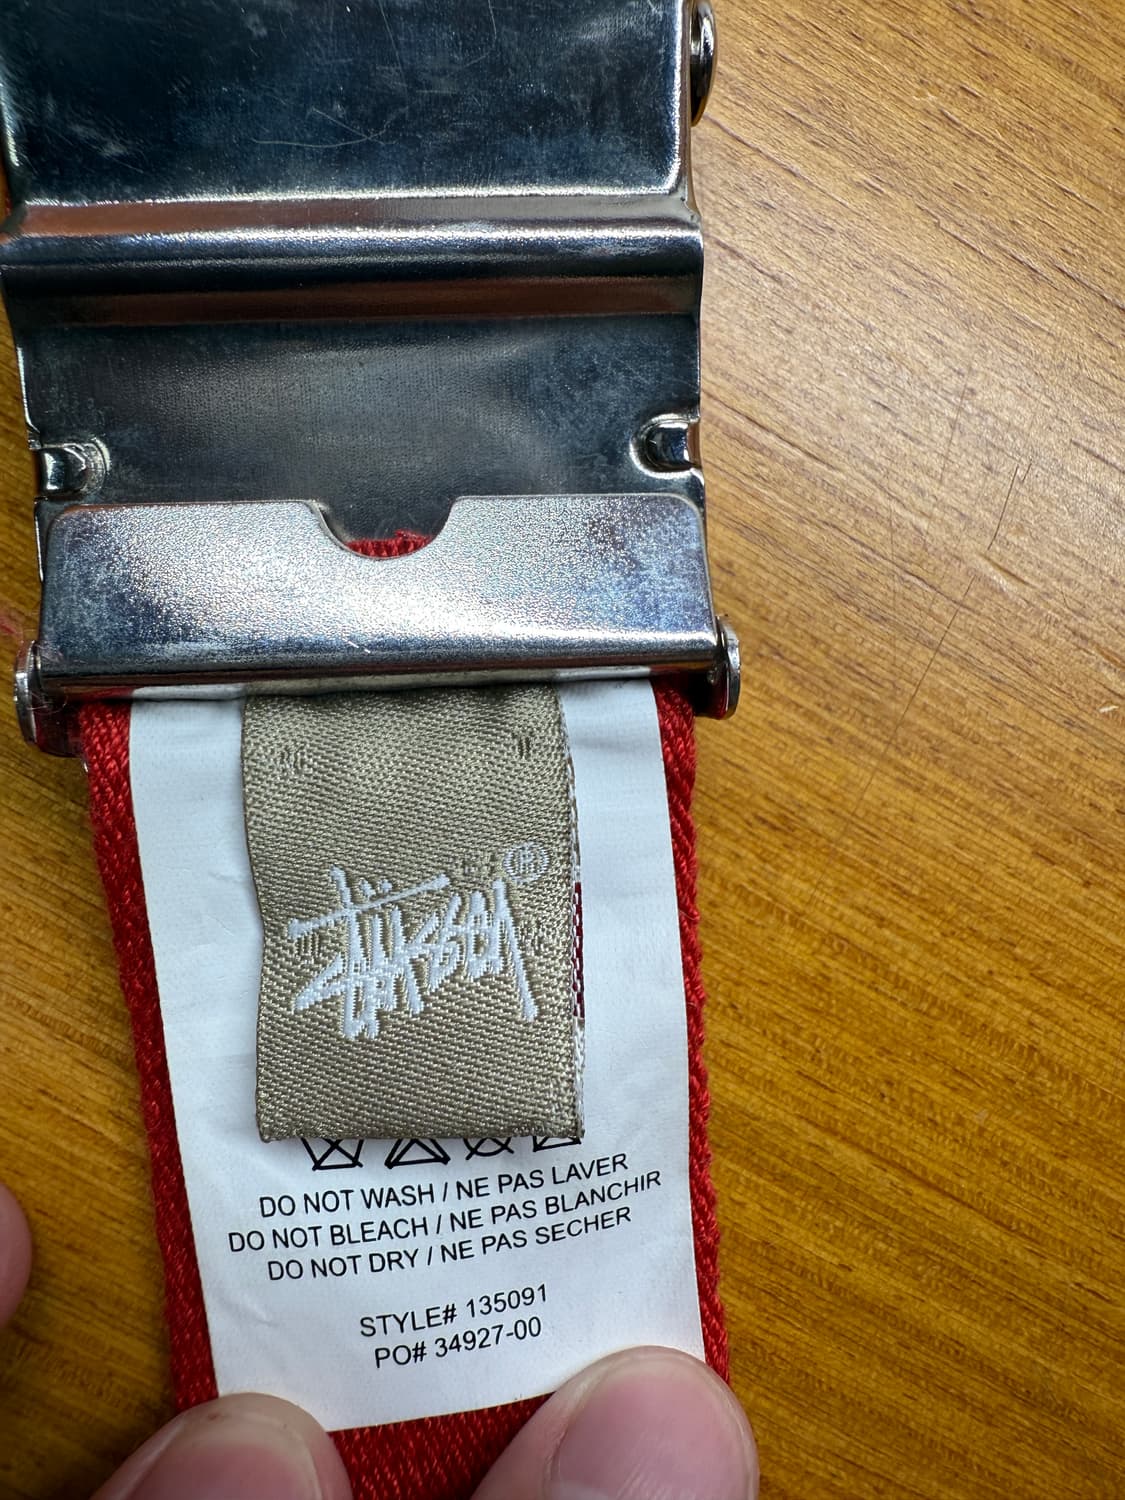 Stüssy ®
DO NOT WASH / NE PAS LAVER
DO NOT BLEACH / NE PAS BLANCHIR
DO NOT DRY / NE PAS SECHER
STYLE# 135091
PO# 34927-00